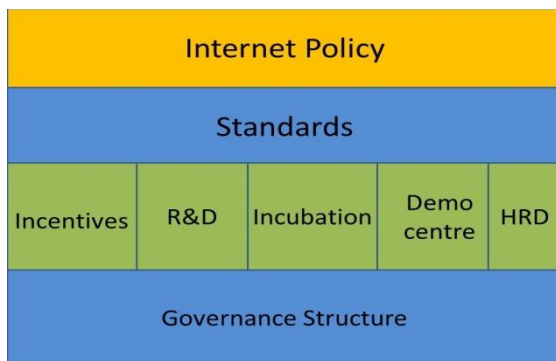 Internet Policy
Standards
Incentives
R&D
Incubation
Demo
centre
HRD
Governance Structure